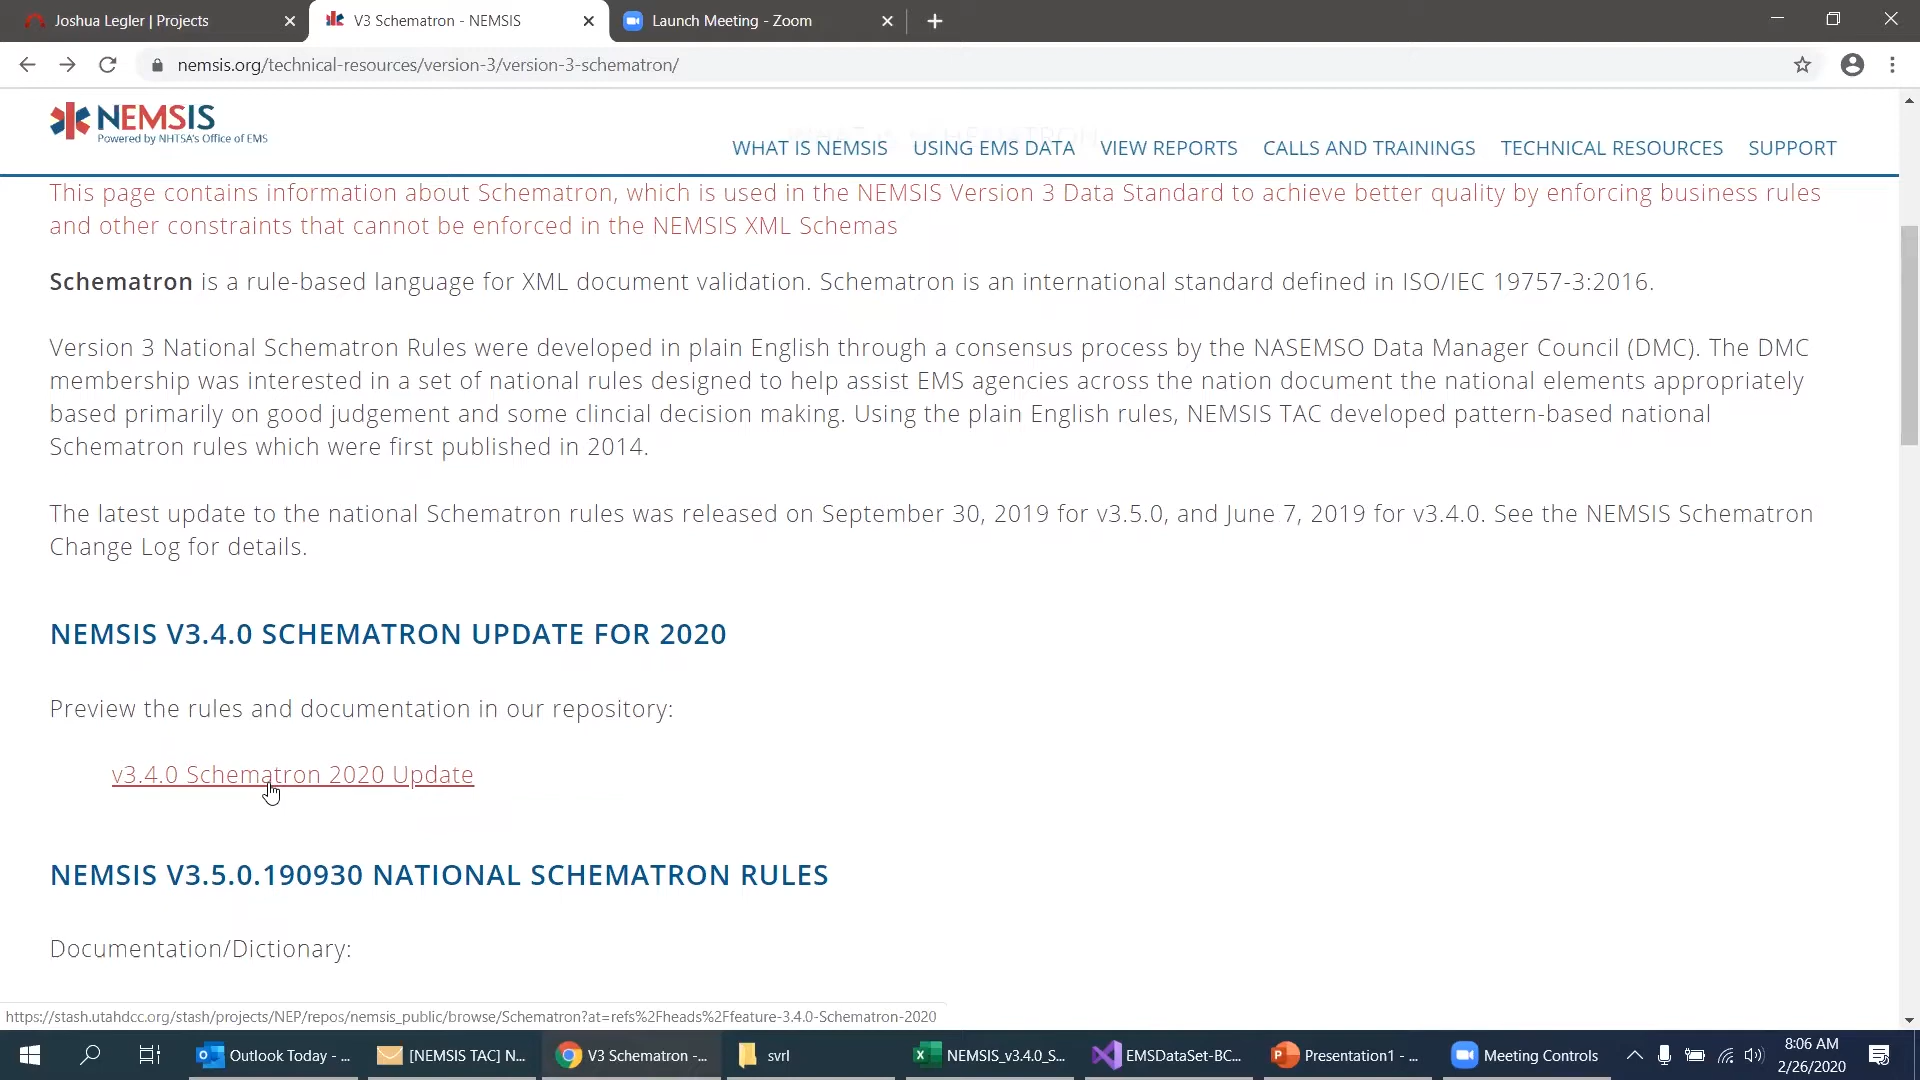 Joshua Legler | Projects
V3 Schematron - NEMSIS
Launch Meeting - Zoom
nemsis.org/technical-resources/version-3/version-3-schematron/
NEMSIS
Powered by NHTSA's Office of EMS
WHAT IS NEMSIS USING EMS DATA VIEW REPORTS CALLS AND TRAININGS TECHNICAL RESOURCES SUPPORT
This page contains information about Schematron, which is used in the NEMSIS Version 3 Data Standard to achieve better quality by enforcing business rules
and other constraints that cannot be enforced in the NEMSIS XML Schemas
Schematron is a rule-based language for XML document validation. Schematron is an international standard defined in ISO/IEC 19757-3:2016.
Version 3 National Schematron Rules were developed in plain English through a consensus process by the NASEMSO Data Manager Council (DMC). The DMC
membership was interested in a set of national rules designed to help assist EMS agencies across the nation document the national elements appropriately
based primarily on good judgement and some clincial decision making. Using the plain English rules, NEMSIS TAC developed pattern-based national
Schematron rules which were first published in 2014.
The latest update to the national Schematron rules was released on September 30, 2019 for v3.5.0, and June 7, 2019 for v3.4.0. See the NEMSIS Schematron
Change Log for details.
NEMSIS V3.4.0 SCHEMATRON UPDATE FOR 2020
Preview the rules and documentation in our repository:
v3.4.0 Schematron 2020 Update
NEMSIS V3.5.0.190930 NATIONAL SCHEMATRON RULES
Documentation/Dictionary:
https://stash.utahdcc.org/stash/projects/NEP/repos/nemsis_public/browse/Schematron?at=refs%2Fheads%2Ffeature-3.4.0-Schematron-2020
Outlook Today - ...
[NEMSIS TAC] N...
V3 Schematron -...
svrl
NEMSIS_v3.4.0_S...
EMSDataSet-BC...
Presentation1 - ...
Meeting Controls
8:06 AM
2/26/2020